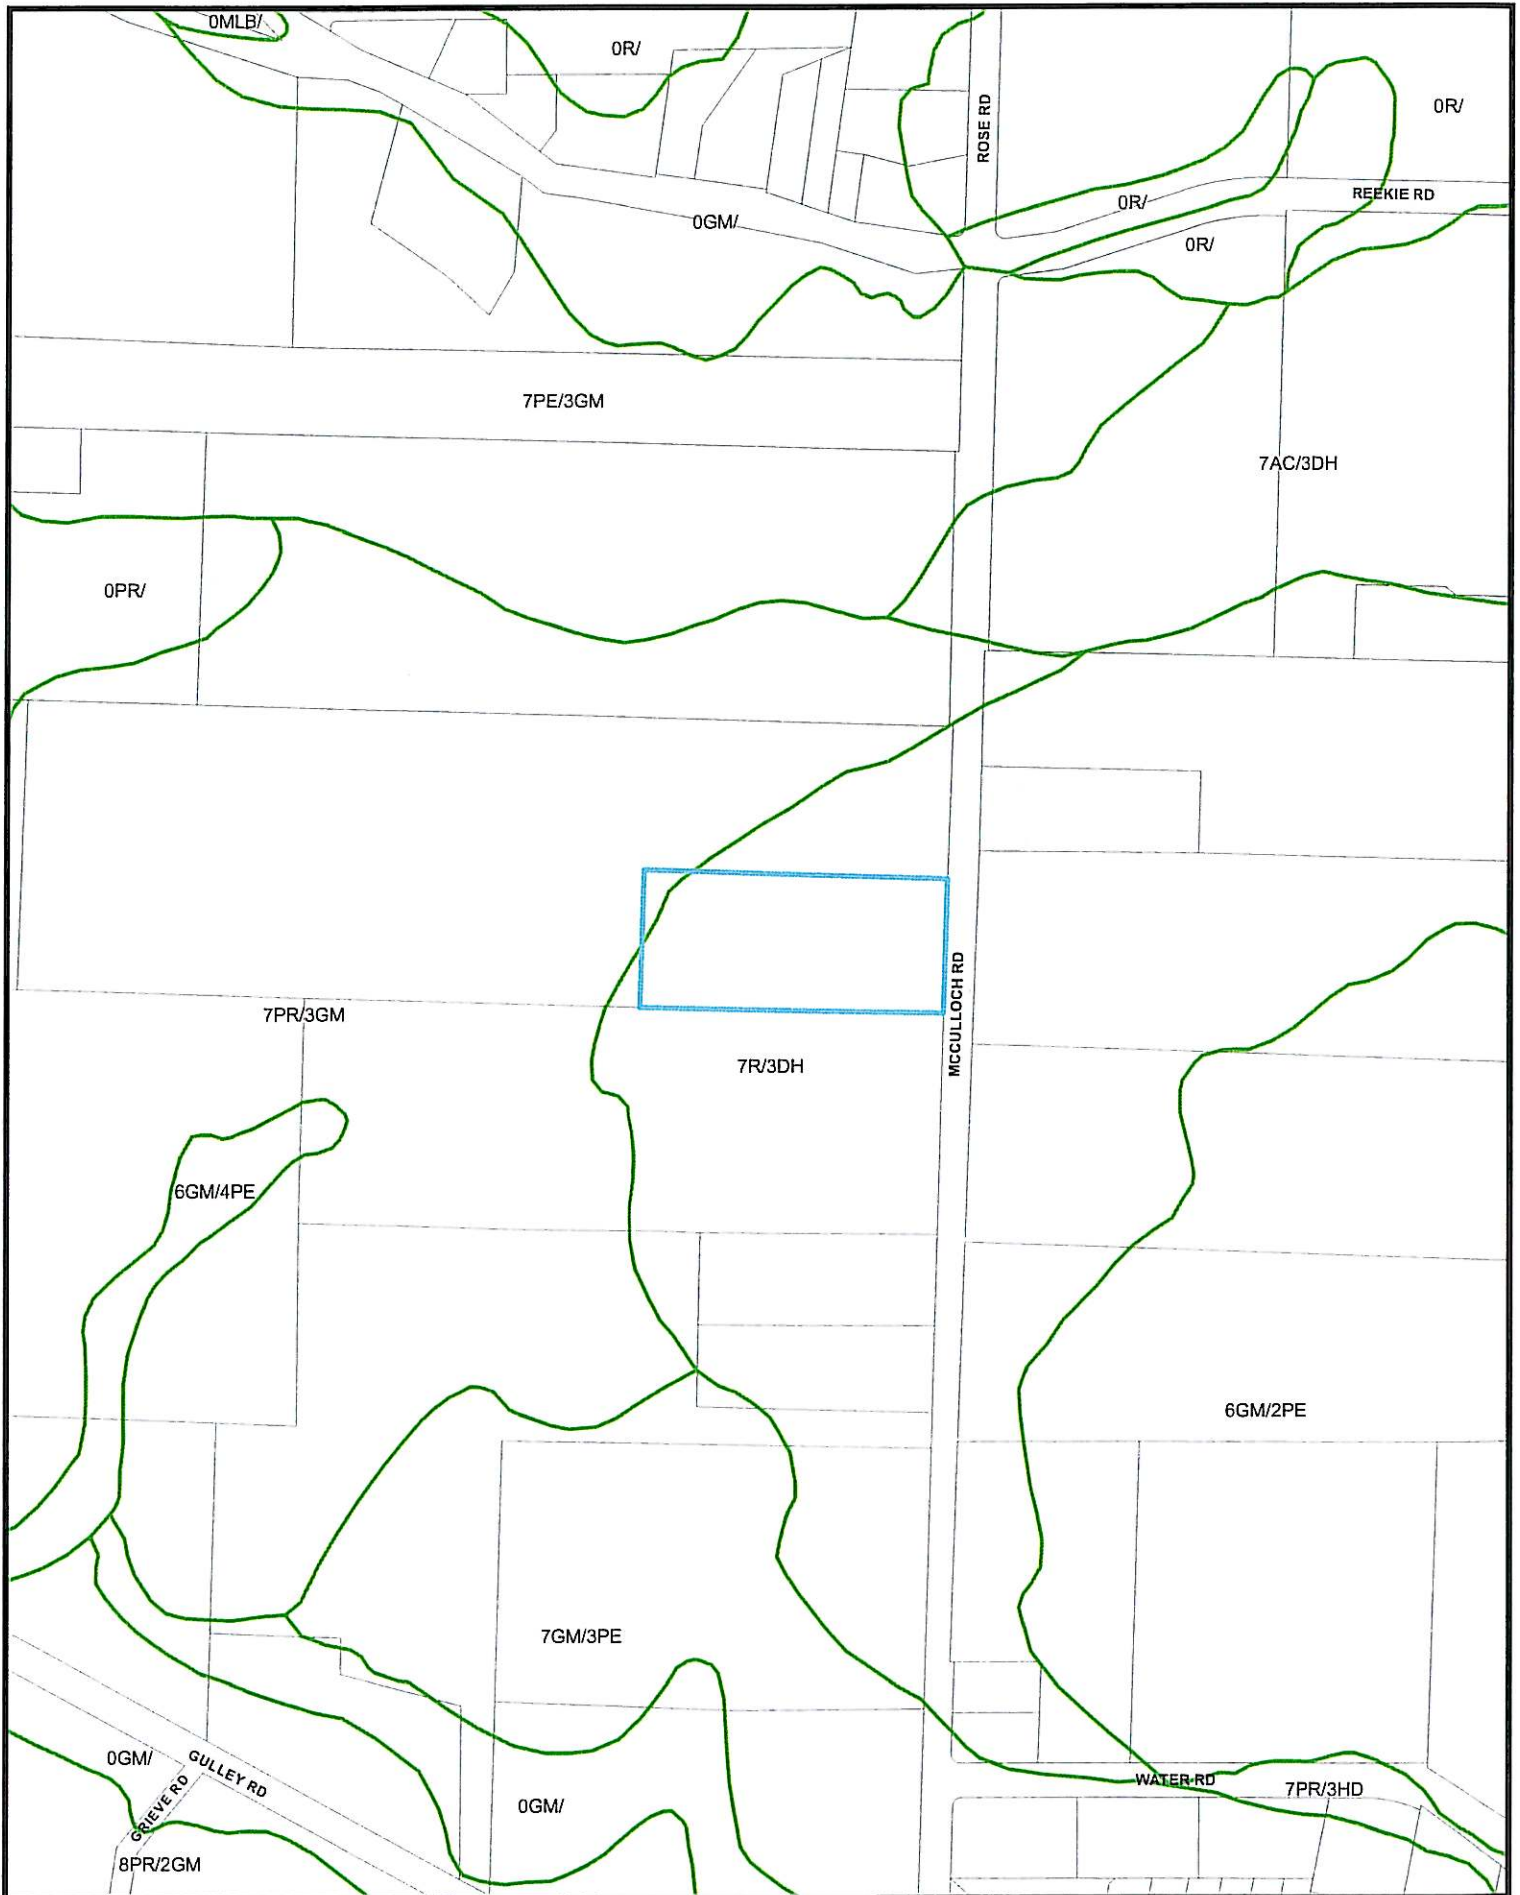 0MLB/
0R/
ROSE RD
0R/
REEKIE RD
0R/
0GM/
0R/
7PE/3GM
7AC/3DH
0PR/
MCCULLOCH RD
7PR/3GM
7R/3DH
6GM/4PE
6GM/2PE
7GM/3PE
0GM/
GULLEY RD
GRIEVE RD
WATER RD
7PR/3HD
0GM/
8PR/2GM